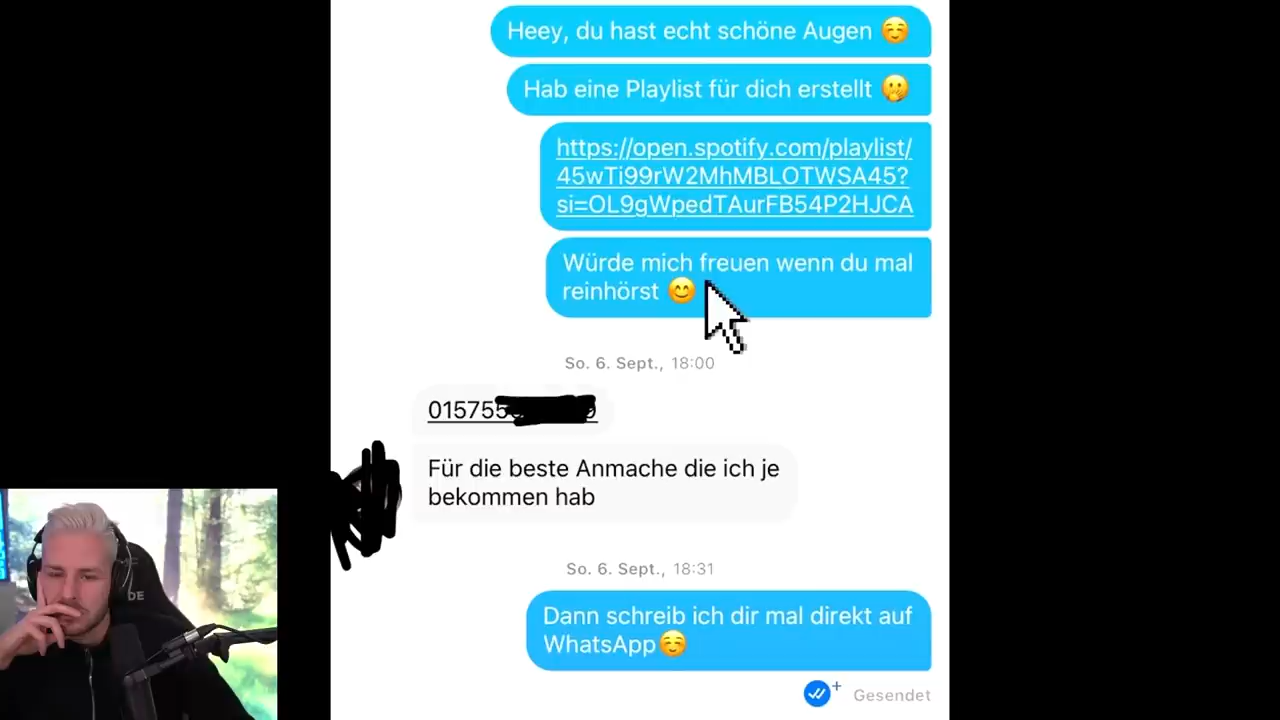 Heey, du hast echt schöne Augen ☺️
Hab eine Playlist für dich erstellt 🤭
https://open.spotify.com/playlist/
45wTi99rW2MhMBLOTWSA45?
si=OL9gWpedTAurFB54P2HJCA
Würde mich freuen wenn du mal
reinhörst 😊
So. 6. Sept., 18:00
015755
Für die beste Anmache die ich je
bekommen hab
So. 6. Sept., 18:31
Dann schreib ich dir mal direkt auf
WhatsApp☺️
Gesendet
DE